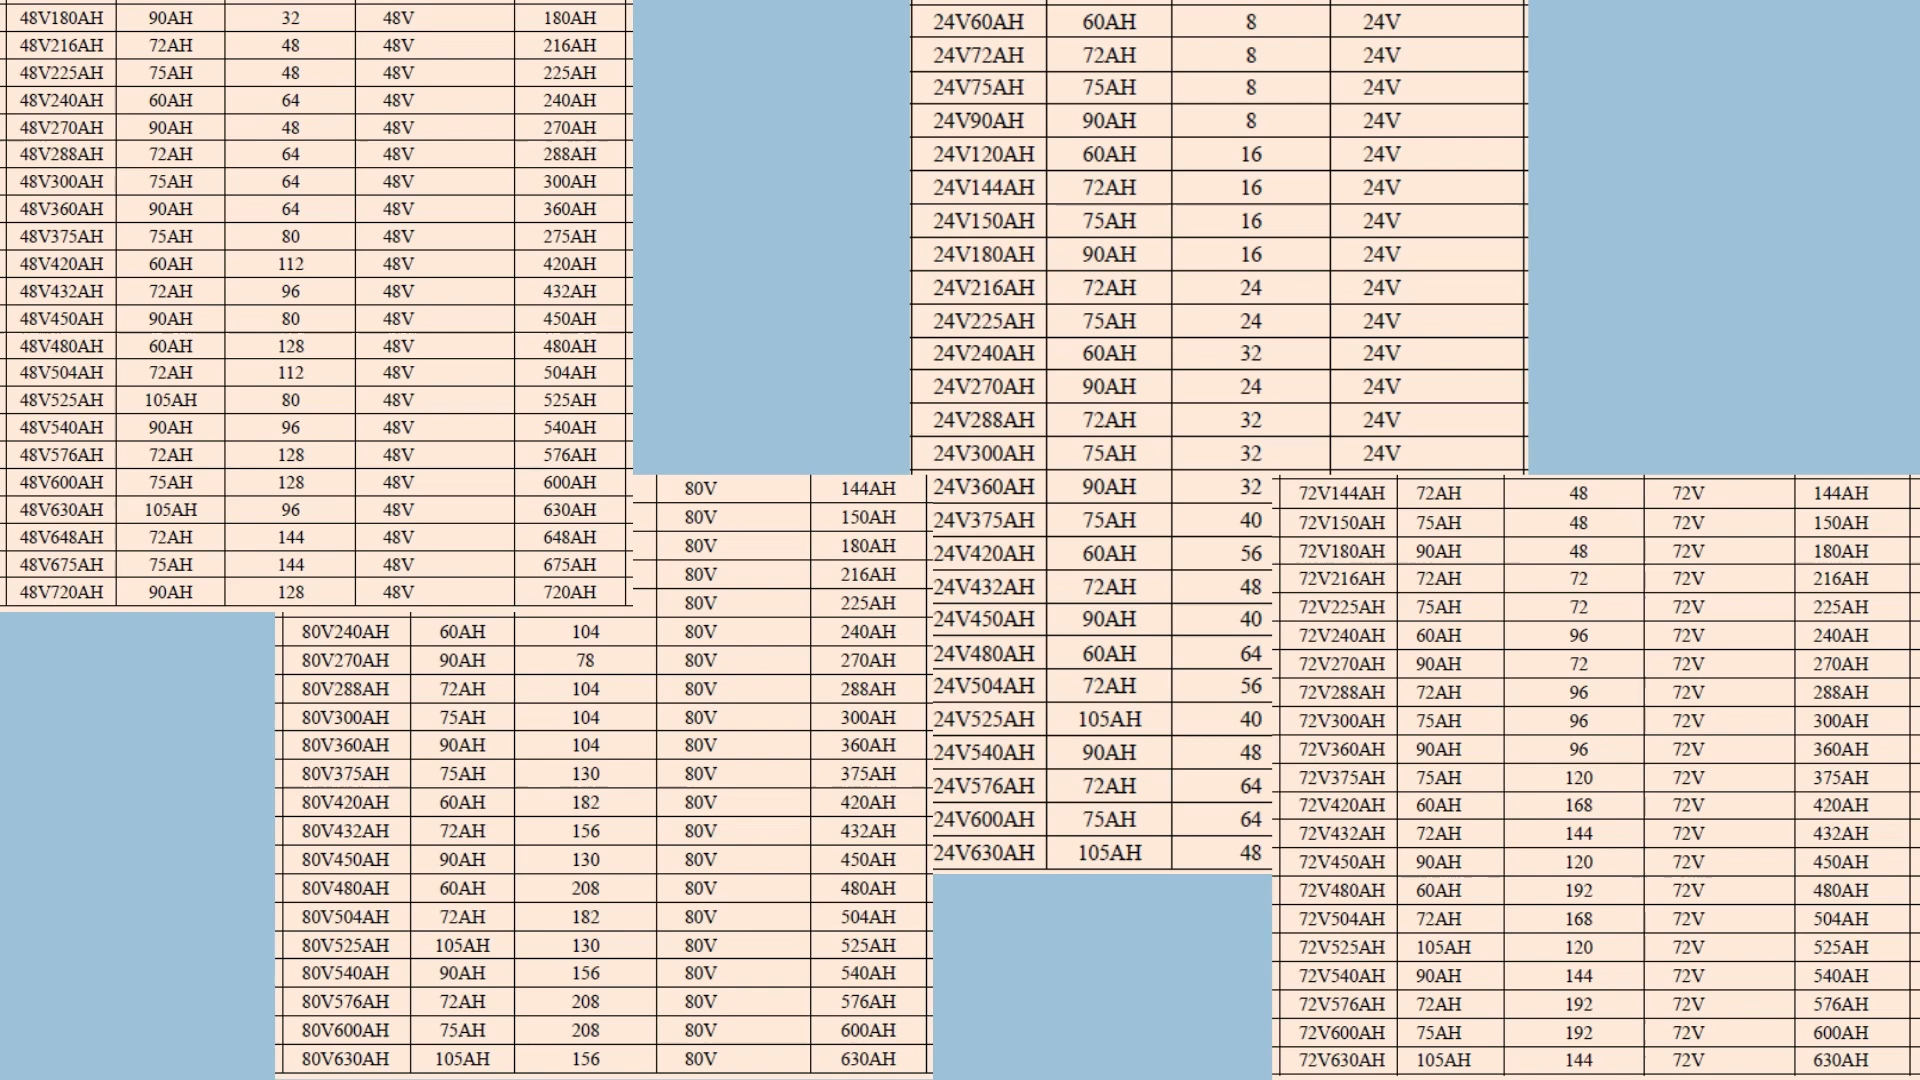 48V180AH 90AH 32 48V 180AH
48V216AH 72AH 48 48V 216AH
48V225AH 75AH 48 48V 225AH
48V240AH 60AH 64 48V 240AH
48V270AH 90AH 48 48V 270AH
48V288AH 72AH 64 48V 288AH
48V300AH 75AH 64 48V 300AH
48V360AH 90AH 64 48V 360AH
48V375AH 75AH 80 48V 275AH
48V420AH 60AH 112 48V 420AH
48V432AH 72AH 96 48V 432AH
48V450AH 90AH 80 48V 450AH
48V480AH 60AH 128 48V 480AH
48V504AH 72AH 112 48V 504AH
48V525AH 105AH 80 48V 525AH
48V540AH 90AH 96 48V 540AH
48V576AH 72AH 128 48V 576AH
48V600AH 75AH 128 48V 600AH
48V630AH 105AH 96 48V 630AH
48V648AH 72AH 144 48V 648AH
48V675AH 75AH 144 48V 675AH
48V720AH 90AH 128 48V 720AH
80V 144AH
80V 150AH
80V 180AH
80V 216AH
80V 225AH
80V240AH 60AH 104 80V 240AH
80V270AH 90AH 78 80V 270AH
80V288AH 72AH 104 80V 288AH
80V300AH 75AH 104 80V 300AH
80V360AH 90AH 104 80V 360AH
80V375AH 75AH 130 80V 375AH
80V420AH 60AH 182 80V 420AH
80V432AH 72AH 156 80V 432AH
80V450AH 90AH 130 80V 450AH
80V480AH 60AH 208 80V 480AH
80V504AH 72AH 182 80V 504AH
80V525AH 105AH 130 80V 525AH
80V540AH 90AH 156 80V 540AH
80V576AH 72AH 208 80V 576AH
80V600AH 75AH 208 80V 600AH
80V630AH 105AH 156 80V 630AH
24V60AH 60AH 8 24V
24V72AH 72AH 8 24V
24V75AH 75AH 8 24V
24V90AH 90AH 8 24V
24V120AH 60AH 16 24V
24V144AH 72AH 16 24V
24V150AH 75AH 16 24V
24V180AH 90AH 16 24V
24V216AH 72AH 24 24V
24V225AH 75AH 24 24V
24V240AH 60AH 32 24V
24V270AH 90AH 24 24V
24V288AH 72AH 32 24V
24V300AH 75AH 32 24V
24V360AH 90AH 32
24V375AH 75AH 40
24V420AH 60AH 56
24V432AH 72AH 48
24V450AH 90AH 40
24V480AH 60AH 64
24V504AH 72AH 56
24V525AH 105AH 40
24V540AH 90AH 48
24V576AH 72AH 64
24V600AH 75AH 64
24V630AH 105AH 48
72V144AH 72AH 48 72V 144AH
72V150AH 75AH 48 72V 150AH
72V180AH 90AH 48 72V 180AH
72V216AH 72AH 72 72V 216AH
72V225AH 75AH 72 72V 225AH
72V240AH 60AH 96 72V 240AH
72V270AH 90AH 72 72V 270AH
72V288AH 72AH 96 72V 288AH
72V300AH 75AH 96 72V 300AH
72V360AH 90AH 96 72V 360AH
72V375AH 75AH 120 72V 375AH
72V420AH 60AH 168 72V 420AH
72V432AH 72AH 144 72V 432AH
72V450AH 90AH 120 72V 450AH
72V480AH 60AH 192 72V 480AH
72V504AH 72AH 168 72V 504AH
72V525AH 105AH 120 72V 525AH
72V540AH 90AH 144 72V 540AH
72V576AH 72AH 192 72V 576AH
72V600AH 75AH 192 72V 600AH
72V630AH 105AH 144 72V 630AH